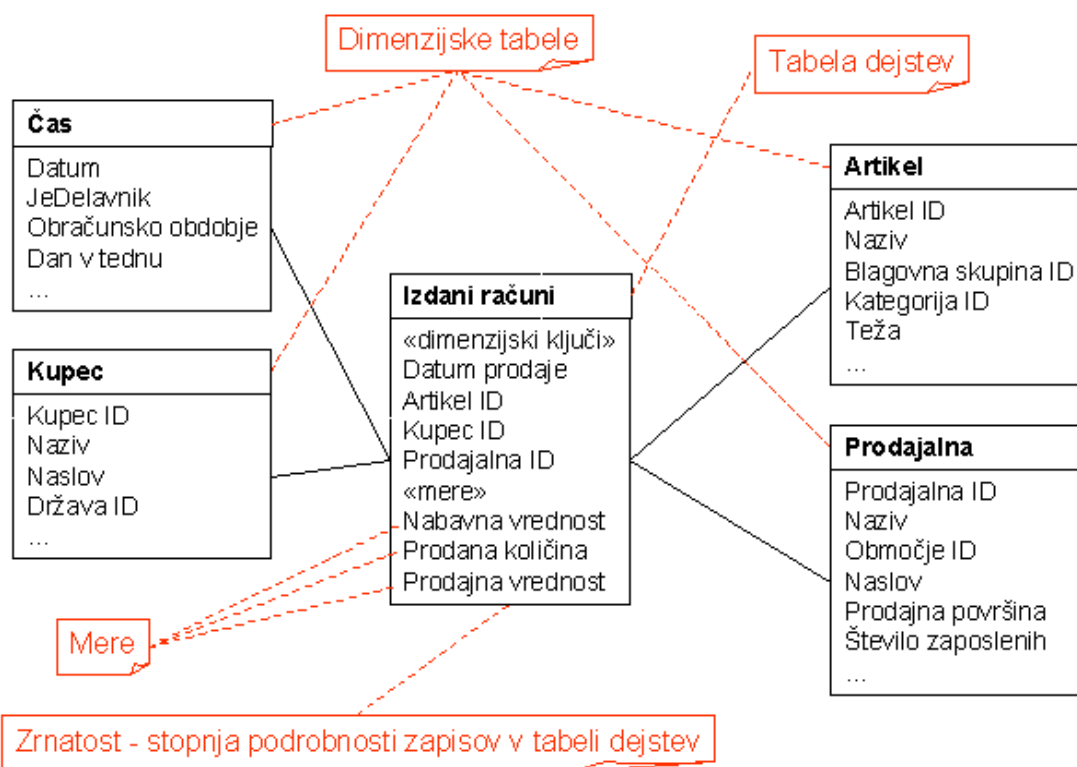 Dimenzijske tabele
Tabela dejstev
Čas
Datum
JeDelavnik
Obračunsko obdobje
Dan v tednu
...
Kupec
Kupec ID
Naziv
Naslov
Država ID
...
Izdani računi
«dimenzijski ključi»
Datum prodaje
Artikel ID
Kupec ID
Prodajalna ID
«mere»
Nabavna vrednost
Prodana količina
Prodajna vrednost
Artikel
Artikel ID
Naziv
Blagovna skupina ID
Kategorija ID
Teža
...
Prodajalna
Prodajalna ID
Naziv
Območje ID
Naslov
Prodajna površina
Število zaposlenih
...
Mere
Zrnatost - stopnja podrobnosti zapisov v tabeli dejstev